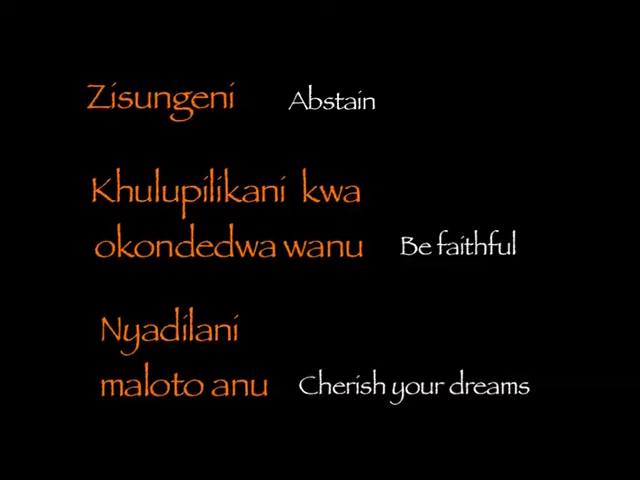 Zisungeni Abstain
Khulupilikani kwa
okondedwa wanu Be faithful
Nyadilani
maloto anu Cherish your dreams